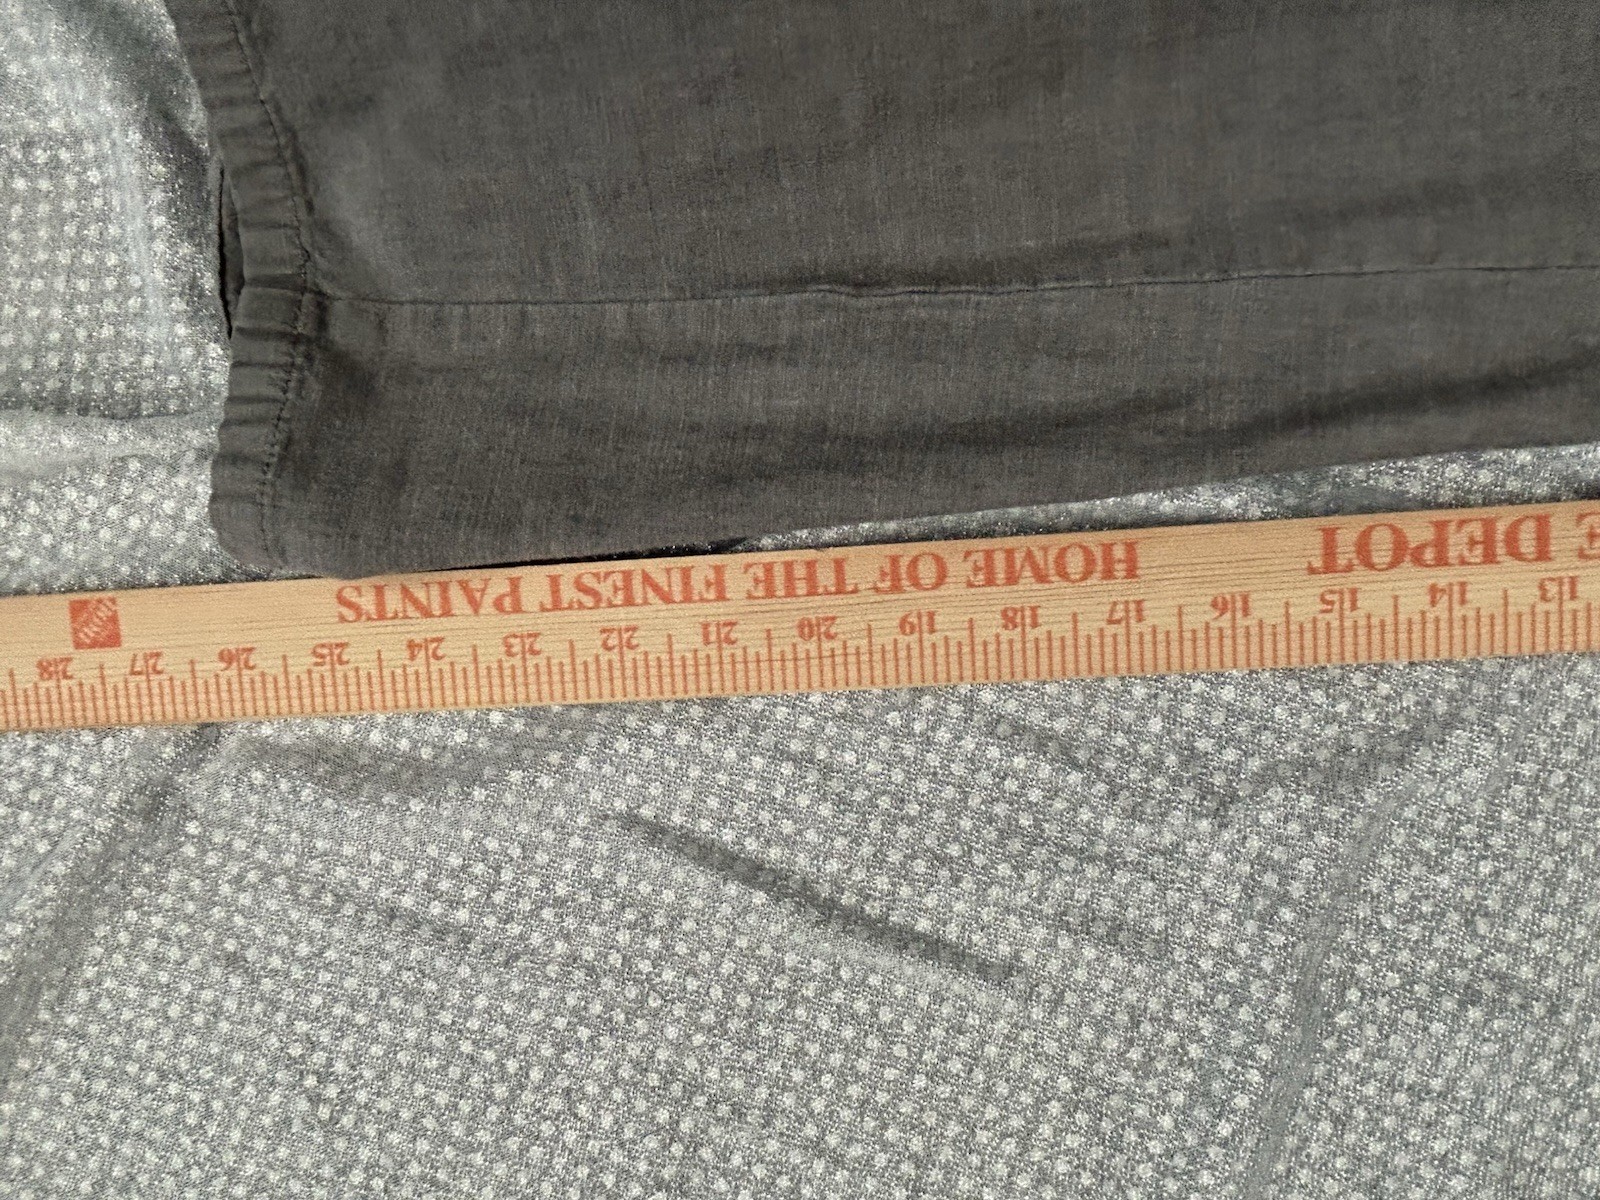 E DEPOT HOME OF THE FINEST PAINTS
13 14 15 16 17 18 19 20 21 22 23 24 25 26 27 28